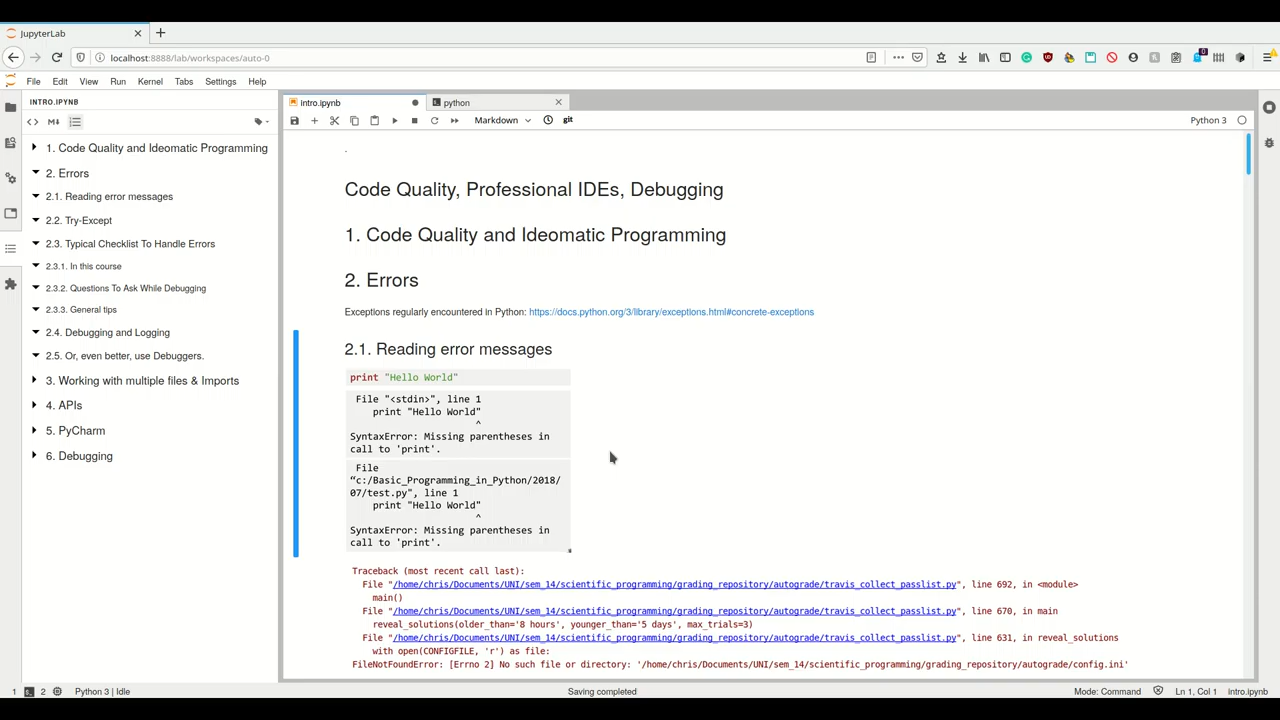 JupyterLab
localhost:8888/lab/workspaces/auto-0
File Edit View Run Kernel Tabs Settings Help
INTRO.IPYNB
1. Code Quality and Ideomatic Programming
2. Errors
2.1. Reading error messages
2.2. Try-Except
2.3. Typical Checklist To Handle Errors
2.3.1. In this course
2.3.2. Questions To Ask While Debugging
2.3.3. General tips
2.4. Debugging and Logging
2.5. Or, even better, use Debuggers.
3. Working with multiple files & Imports
4. APIs
5. PyCharm
6. Debugging
intro.ipynb
python
Markdown
git
Python 3
.
Code Quality, Professional IDEs, Debugging
1. Code Quality and Ideomatic Programming
2. Errors
Exceptions regularly encountered in Python: https://docs.python.org/3/library/exceptions.html#concrete-exceptions
2.1. Reading error messages
print "Hello World"
File "<stdin>", line 1
print "Hello World"
^
SyntaxError: Missing parentheses in
call to 'print'.
File
“c:/Basic_Programming_in_Python/2018/
07/test.py", line 1
print "Hello World"
^
SyntaxError: Missing parentheses in
call to 'print'.
Traceback (most recent call last):
File "/home/chris/Documents/UNI/sem_14/scientific_programming/grading_repository/autograde/travis_collect_passlist.py", line 692, in <module>
main()
File "/home/chris/Documents/UNI/sem_14/scientific_programming/grading_repository/autograde/travis_collect_passlist.py", line 670, in main
reveal_solutions(older_than='8 hours', younger_than='5 days', max_trials=3)
File "/home/chris/Documents/UNI/sem_14/scientific_programming/grading_repository/autograde/travis_collect_passlist.py", line 631, in reveal_solutions
with open(CONFIGFILE, 'r') as file:
FileNotFoundError: [Errno 2] No such file or directory: '/home/chris/Documents/UNI/sem_14/scientific_programming/grading_repository/autograde/config.ini'
1 2 Python 3 | Idle
Saving completed
Mode: Command
Ln 1, Col 1
intro.ipynb